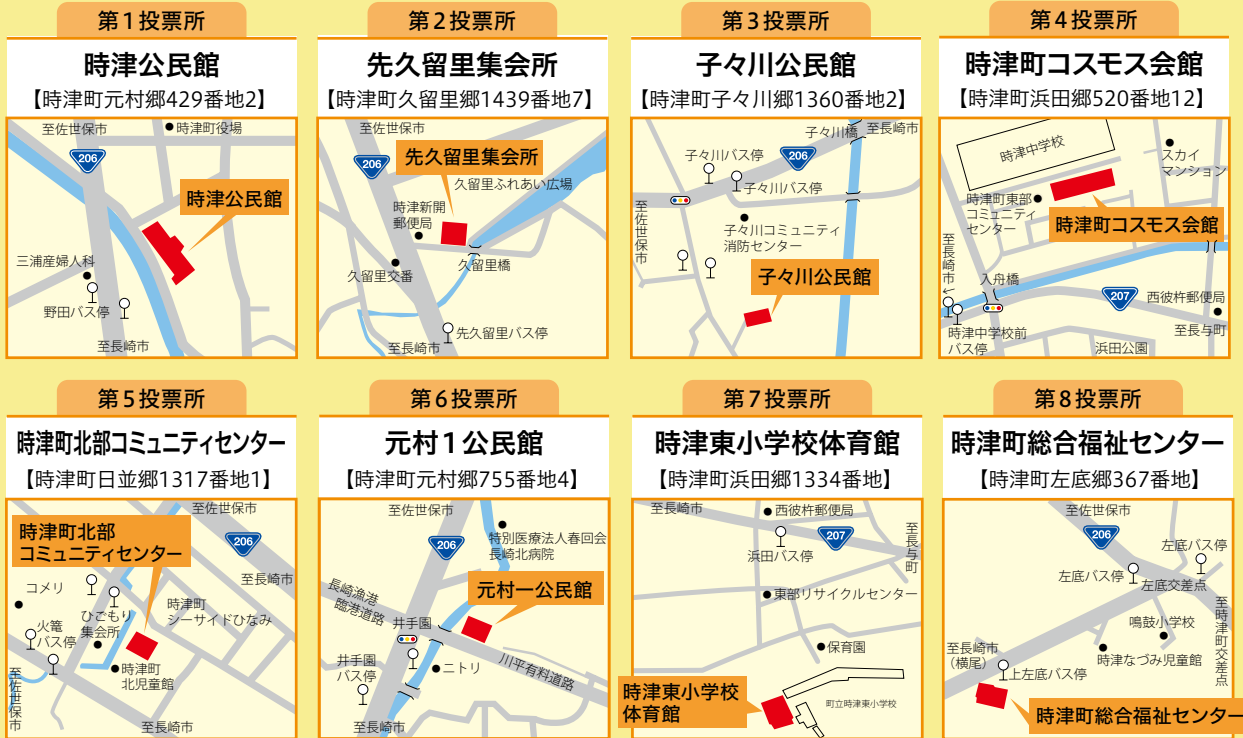 第1投票所
時津公民館
【時津町元村郷429番地2】
至佐世保市
時津町役場
206
時津公民館
三浦産婦人科
野田バス停
至長崎市
第2投票所
先久留里集会所
【時津町久留里郷1439番地7】
至佐世保市
206
先久留里集会所
久留里ふれあい広場
時津新開
郵便局
久留里交番
久留里橋
先久留里バス停
至長崎市
第3投票所
子々川公民館
【時津町子々川郷1360番地2】
子々川橋
至長崎市
子々川バス停
206
子々川バス停
至佐世保市
子々川コミュニティ
消防センター
子々川公民館
第4投票所
時津町コスモス会館
【時津町浜田郷520番地12】
時津中学校
スカイ
マンション
時津町東部
コミュニティ
センター
時津町コスモス会館
至長崎市←
入舟橋
207
西彼杵郵便局
時津中学校前
バス停
至長与町
浜田公園
第5投票所
時津町北部コミュニティセンター
【時津町日並郷1317番地1】
至佐世保市
時津町北部
コミュニティセンター
206
至長崎市
コメリ
時津町
シーサイドひなみ
ひごもり
集会所
火篭
バス停
時津町
北児童館
至佐世保市
至長崎市
第6投票所
元村1公民館
【時津町元村郷755番地4】
至佐世保市
206
特別医療法人春回会
長崎北病院
元村一公民館
長崎漁港
臨港道路
井手園
井手園
バス停
ニトリ
川平有料道路
至長崎市
第7投票所
時津東小学校体育館
【時津町浜田郷1334番地】
至長崎市
西彼杵郵便局
207
浜田バス停
至長与町
東部リサイクルセンター
保育園
時津東小学校
体育館
町立時津東小学校
第8投票所
時津町総合福祉センター
【時津町左底郷367番地】
至佐世保市
206
左底バス停
左底バス停
左底交差点
至時津町交差点
鳴鼓小学校
時津なづみ児童館
至長崎市
(横尾)
上左底バス停
時津町総合福祉センター